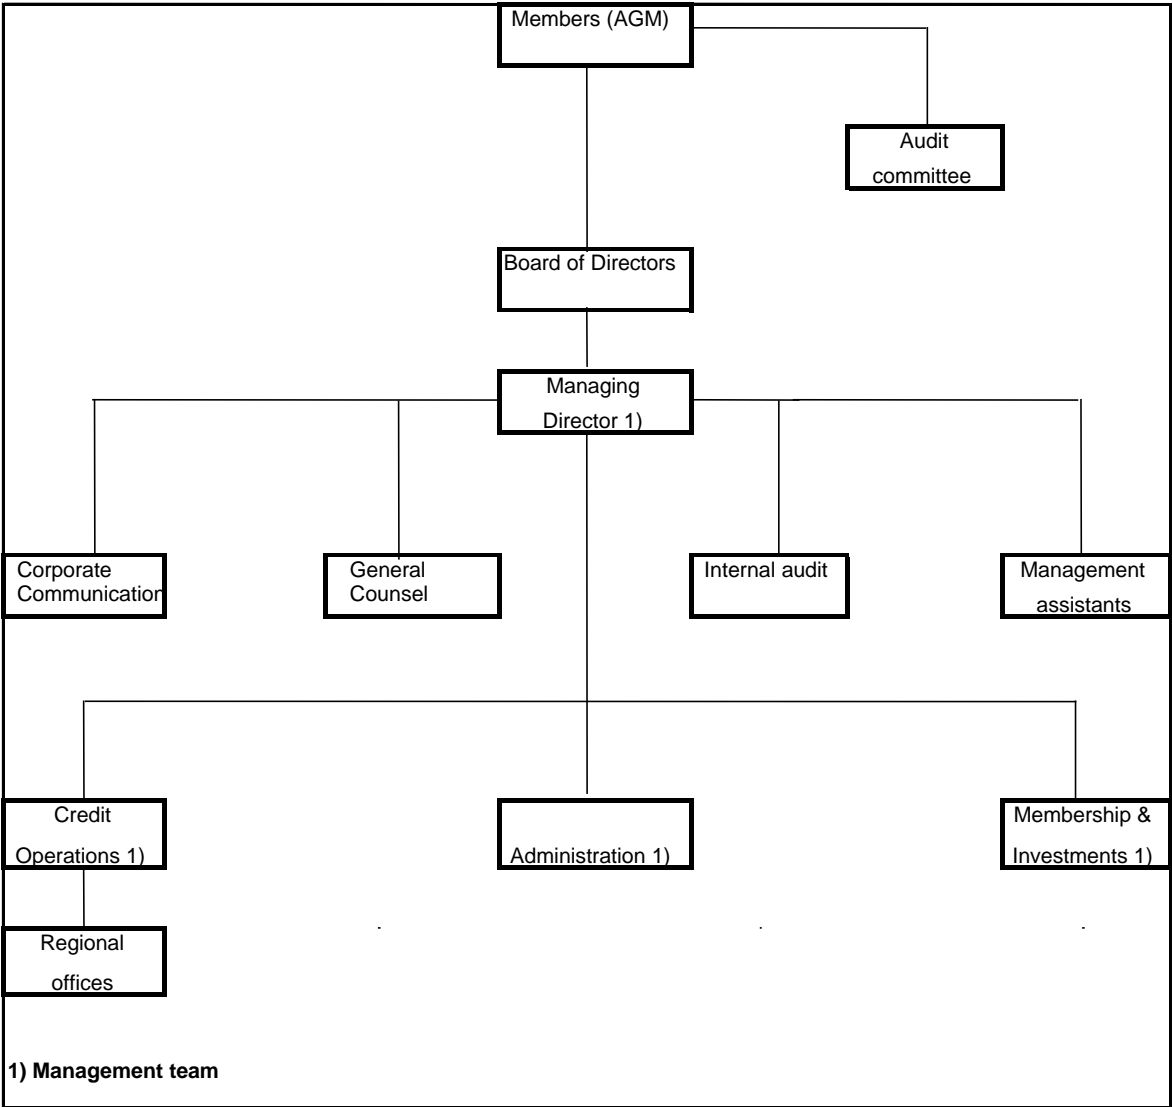 Members (AGM)
Audit
committee
Board of Directors
Managing
Director 1)
Corporate
Communication
General
Counsel
Internal audit
Management
assistants
Credit
Operations 1)
Administration 1)
Membership &
Investments 1)
Regional
offices
1) Management team